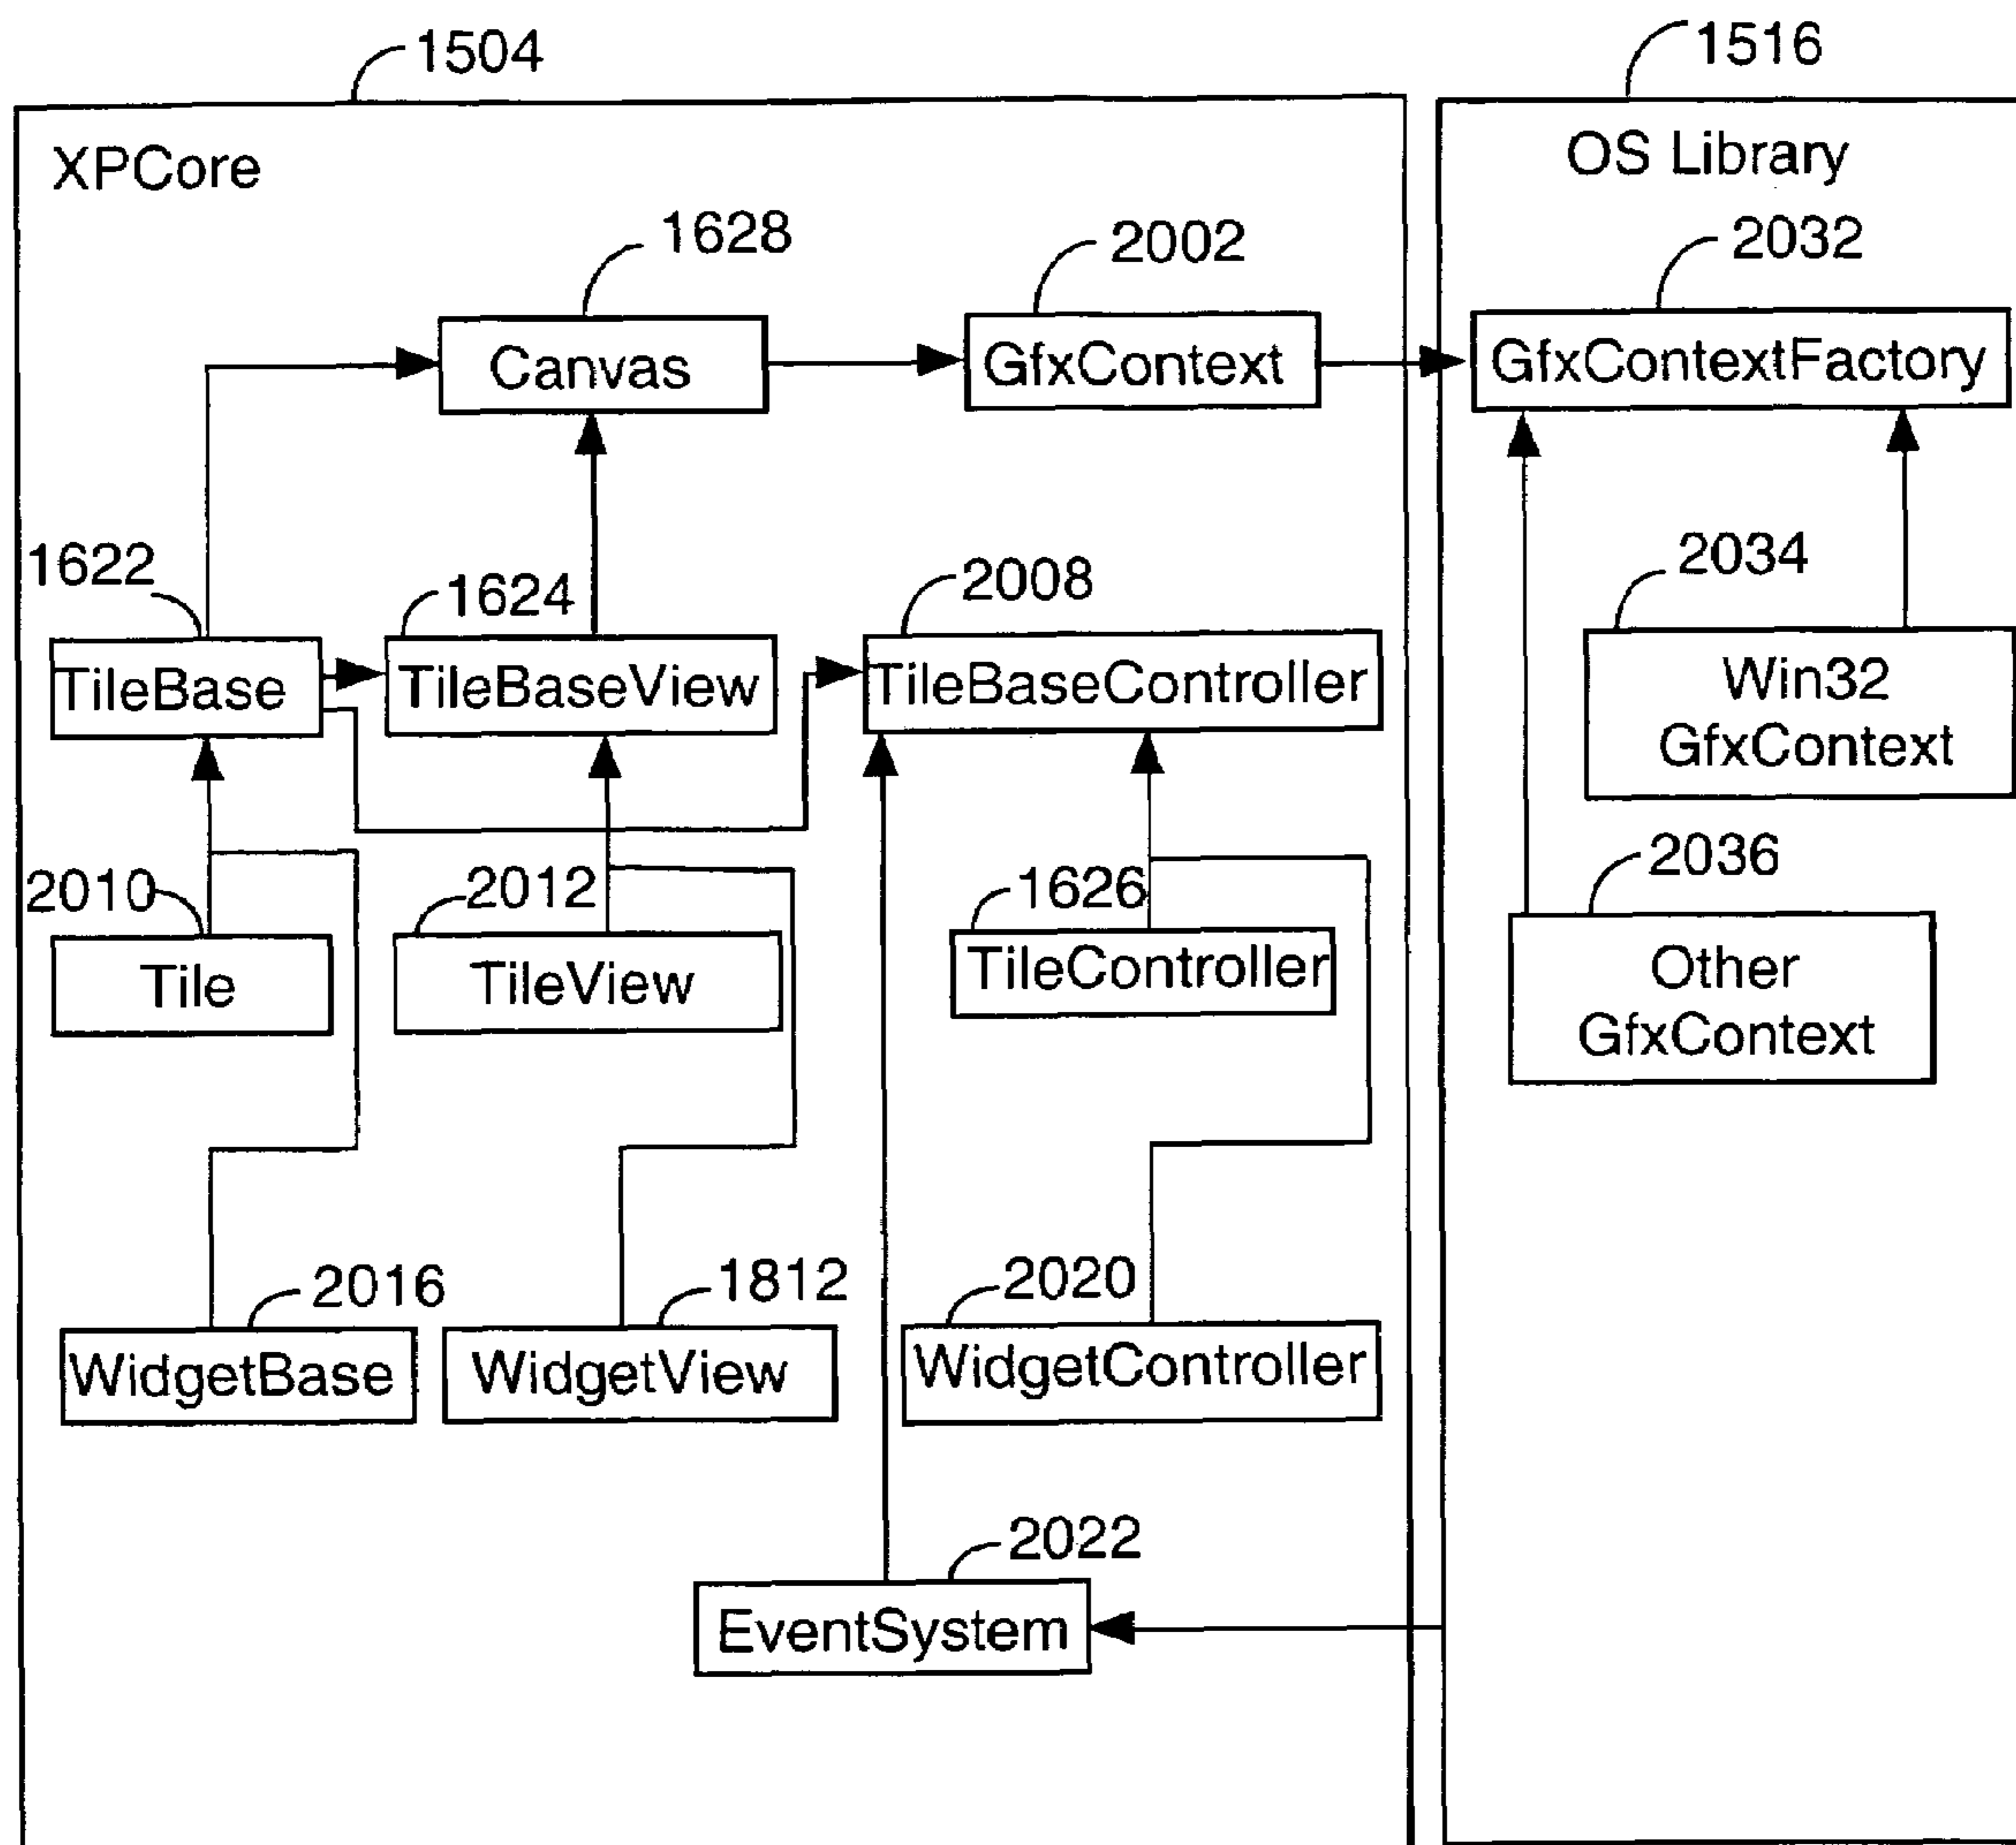 1504
1516
XPCore
OS Library
1628
2002
2032
Canvas
GfxContext
GfxContextFactory
1622
1624
2008
2034
TileBase
TileBaseView
TileBaseController
Win32
GfxContext
2010
2012
1626
2036
Tile
TileView
TileController
Other
GfxContext
2016
1812
2020
WidgetBase
WidgetView
WidgetController
2022
EventSystem